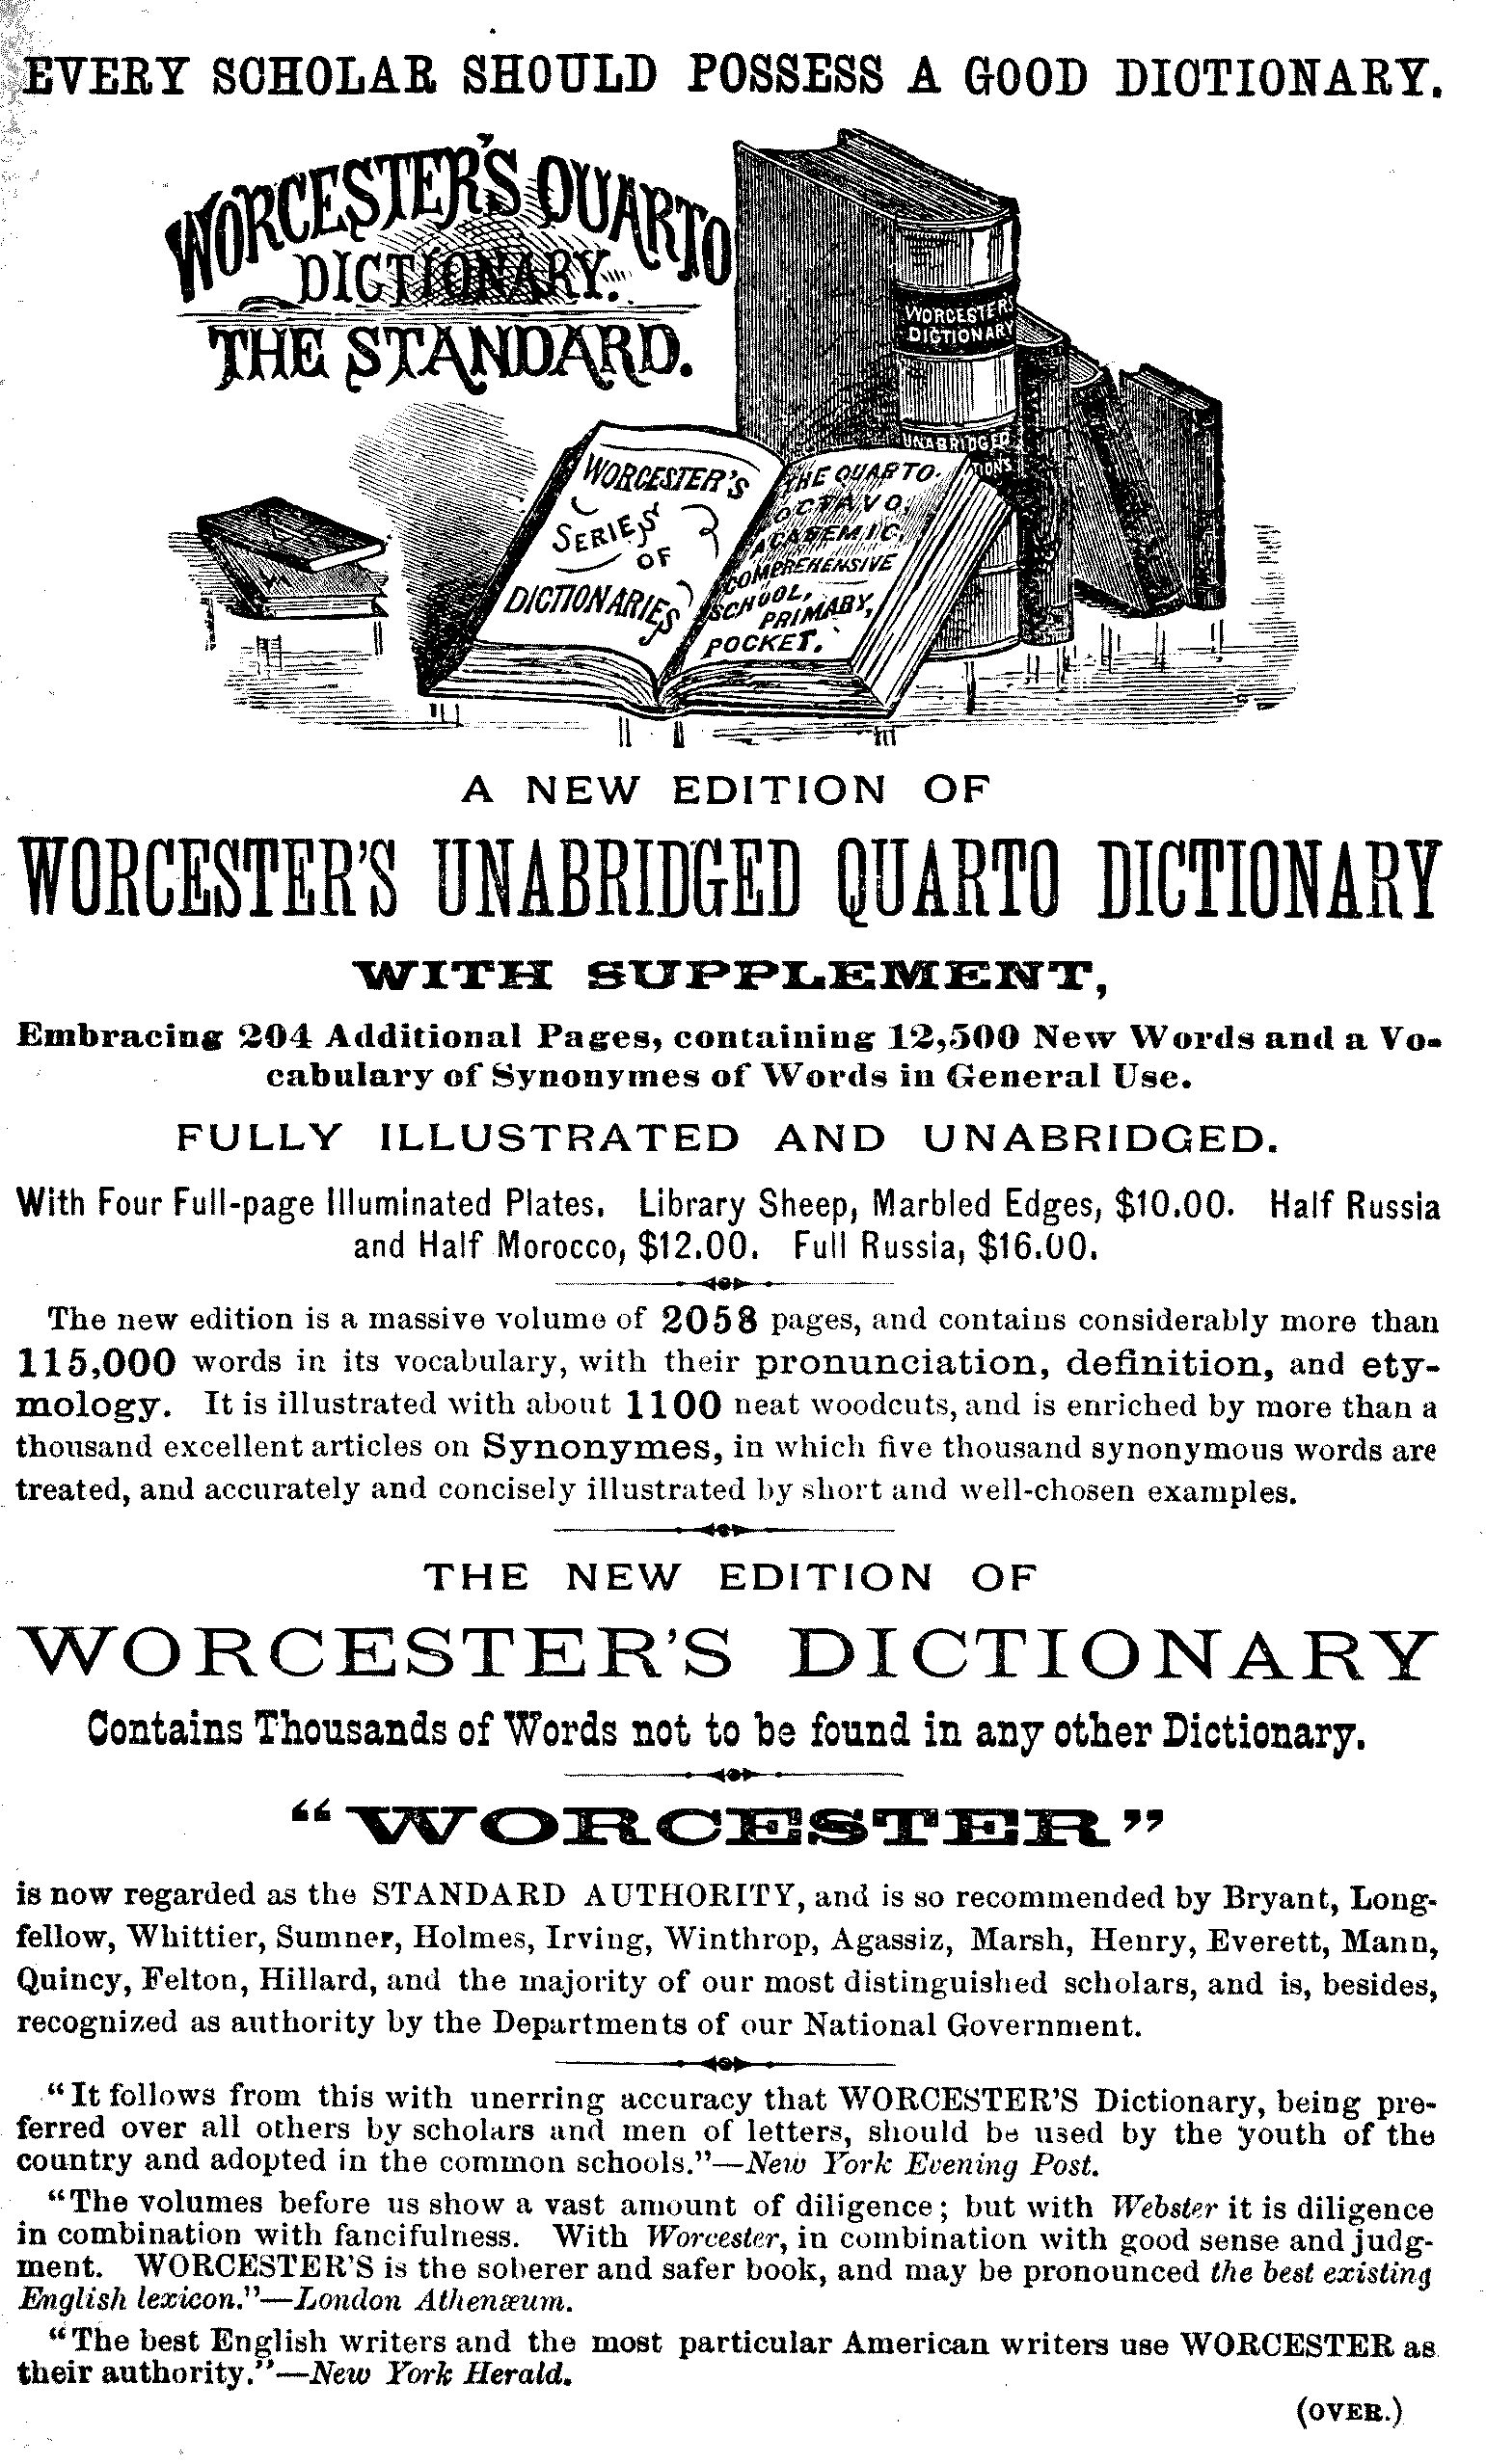 EVERY SCHOLAR SHOULD POSSESS A GOOD DICTIONARY.
WORCESTER'S QUARTO
DICTIONARY.
THE STANDARD.
WORCESTER'S
DICTIONARY
UNABRIDGED
WORCESTER'S
SERIES
OF
DICTIONARIES
THE QUARTO.
OCTAVO,
ACADEMIC,
COMPREHENSIVE
SCHOOL,
PRIMARY,
POCKET.
A NEW EDITION OF
WORCESTER'S UNABRIDGED QUARTO DICTIONARY
WITH SUPPLEMENT,
Embracing 204 Additional Pages, containing 12,500 New Words and a Vo-
cabulary of Synonymes of Words in General Use.
FULLY ILLUSTRATED AND UNABRIDGED.
With Four Full-page Illuminated Plates. Library Sheep, Marbled Edges, $10.00. Half Russia
and Half Morocco, $12.00. Full Russia, $16.00.
The new edition is a massive volume of 2058 pages, and contains considerably more than
115,000 words in its vocabulary, with their pronunciation, definition, and ety-
mology. It is illustrated with about 1100 neat woodcuts, and is enriched by more than a
thousand excellent articles on Synonymes, in which five thousand synonymous words are
treated, and accurately and concisely illustrated by short and well-chosen examples.
THE NEW EDITION OF
WORCESTER'S DICTIONARY
Contains Thousands of Words not to be found in any other Dictionary.
"WORCESTER"
is now regarded as the STANDARD AUTHORITY, and is so recommended by Bryant, Long-
fellow, Whittier, Sumner, Holmes, Irving, Winthrop, Agassiz, Marsh, Henry, Everett, Mann,
Quincy, Felton, Hillard, and the majority of our most distinguished scholars, and is, besides,
recognized as authority by the Departments of our National Government.
"It follows from this with unerring accuracy that WORCESTER'S Dictionary, being pre-
ferred over all others by scholars and men of letters, should be used by the youth of the
country and adopted in the common schools."—New York Evening Post.
"The volumes before us show a vast amount of diligence; but with Webster it is diligence
in combination with fancifulness. With Worcester, in combination with good sense and judg-
ment. WORCESTER'S is the soberer and safer book, and may be pronounced the best existing
English lexicon."—London Athenæum.
"The best English writers and the most particular American writers use WORCESTER as
their authority."—New York Herald.
(OVER.)